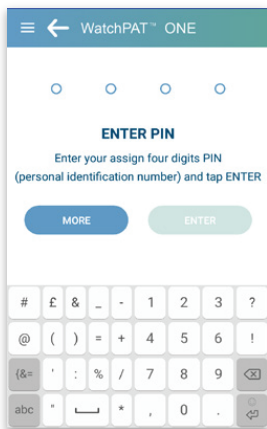 WatchPAT™ ONE
ENTER PIN
Enter your assign four digits PIN
(personal identification number) and tap ENTER
MORE ENTER
# £ & _ - 1 2 3 ?
@ ( ) = + 4 5 6 !
{&= ' : % / 7 8 9
abc " * , 0 .